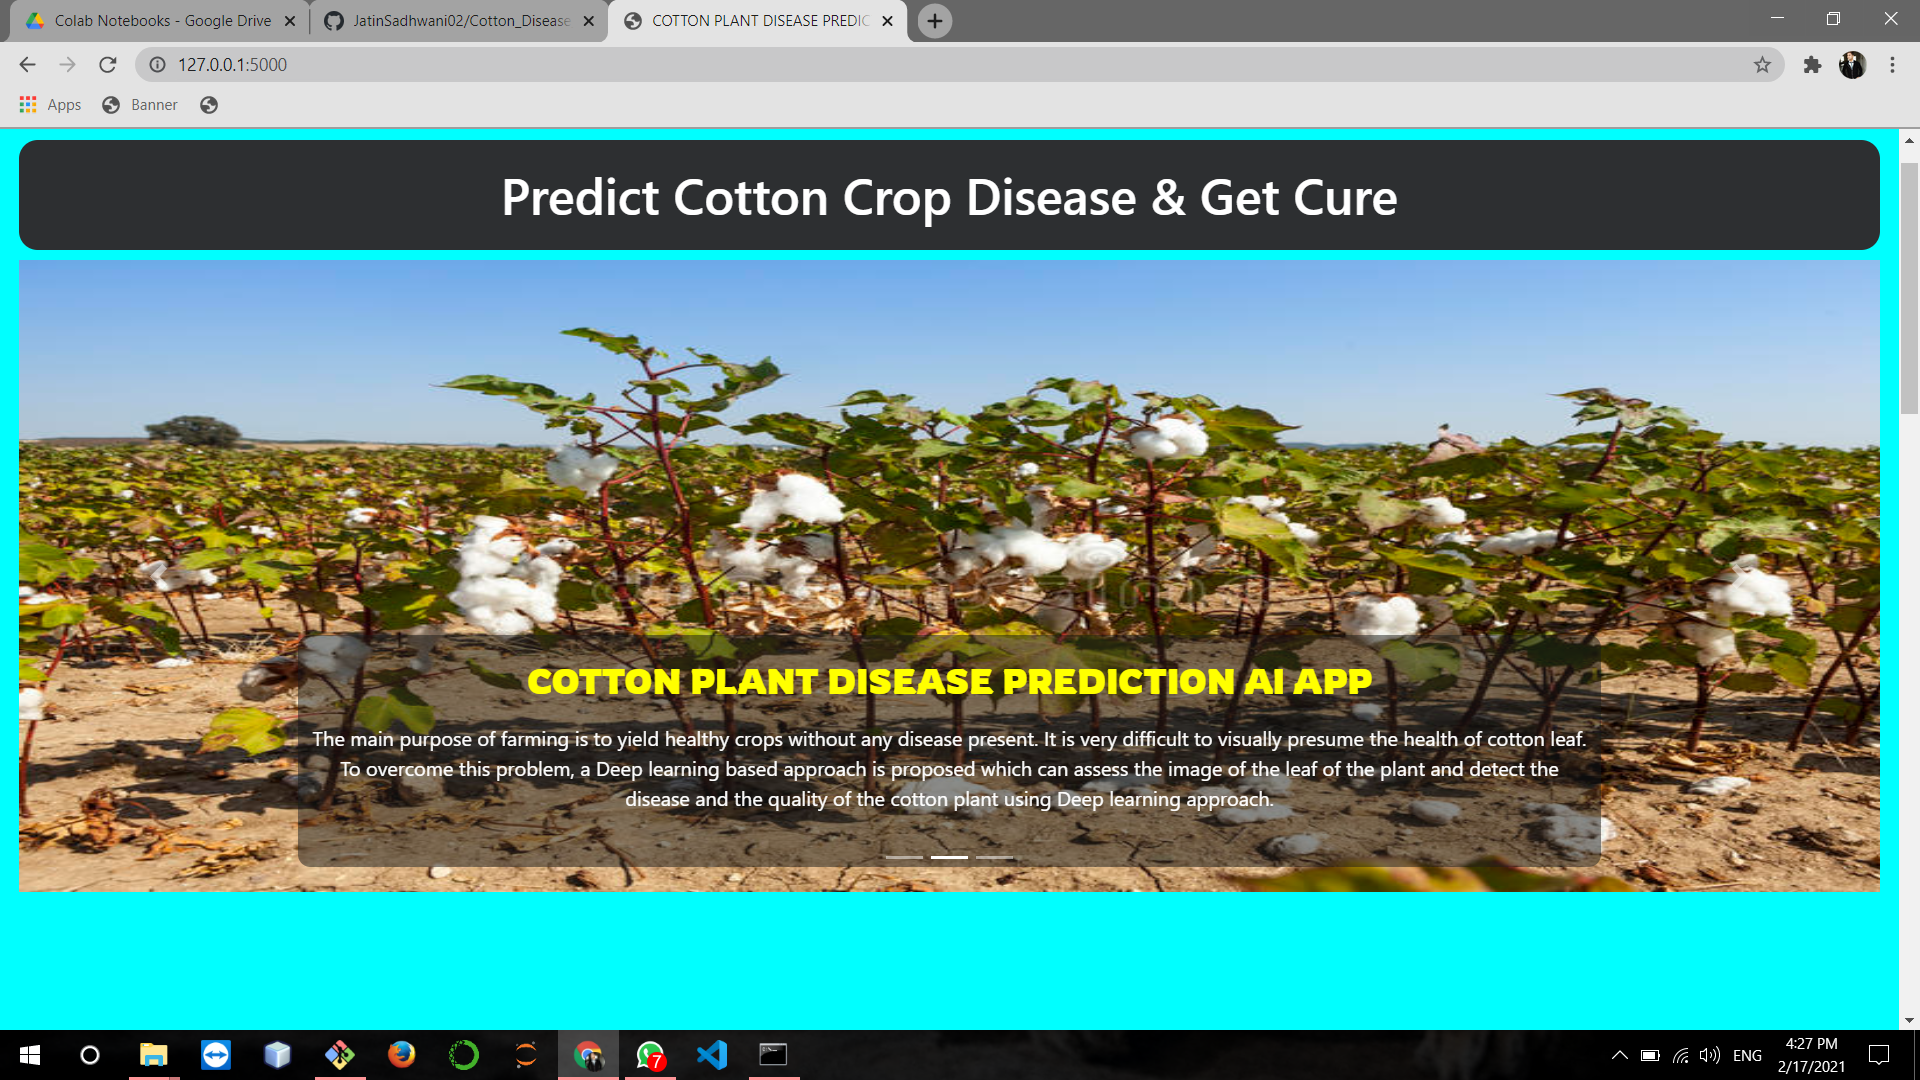 Colab Notebooks - Google Drive
JatinSadhwani02/Cotton_Disease
COTTON PLANT DISEASE PREDIC
127.0.0.1:5000
Apps
Banner
Predict Cotton Crop Disease & Get Cure
COTTON PLANT DISEASE PREDICTION AI APP
The main purpose of farming is to yield healthy crops without any disease present. It is very difficult to visually presume the health of cotton leaf.
To overcome this problem, a Deep learning based approach is proposed which can assess the image of the leaf of the plant and detect the
disease and the quality of the cotton plant using Deep learning approach.
7
ENG
4:27 PM
2/17/2021